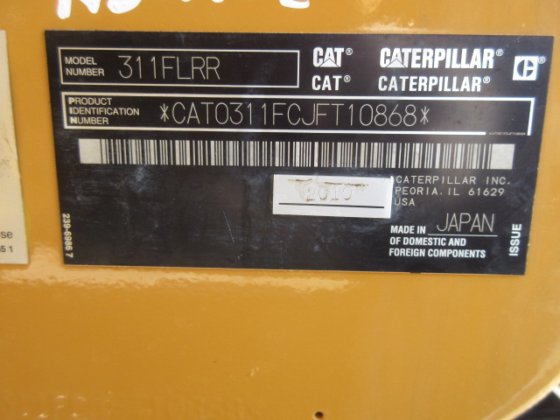 MODEL NUMBER 311FLRR
CAT® CATERPILLAR® C
CAT® CATERPILLAR®
PRODUCT IDENTIFICATION NUMBER *CAT0311FCJFT10868*
CATERPILLAR INC.
PEORIA, IL 61629
USA
MADE IN JAPAN
OF DOMESTIC AND
FOREIGN COMPONENTS
ISSUE
239-5986 7